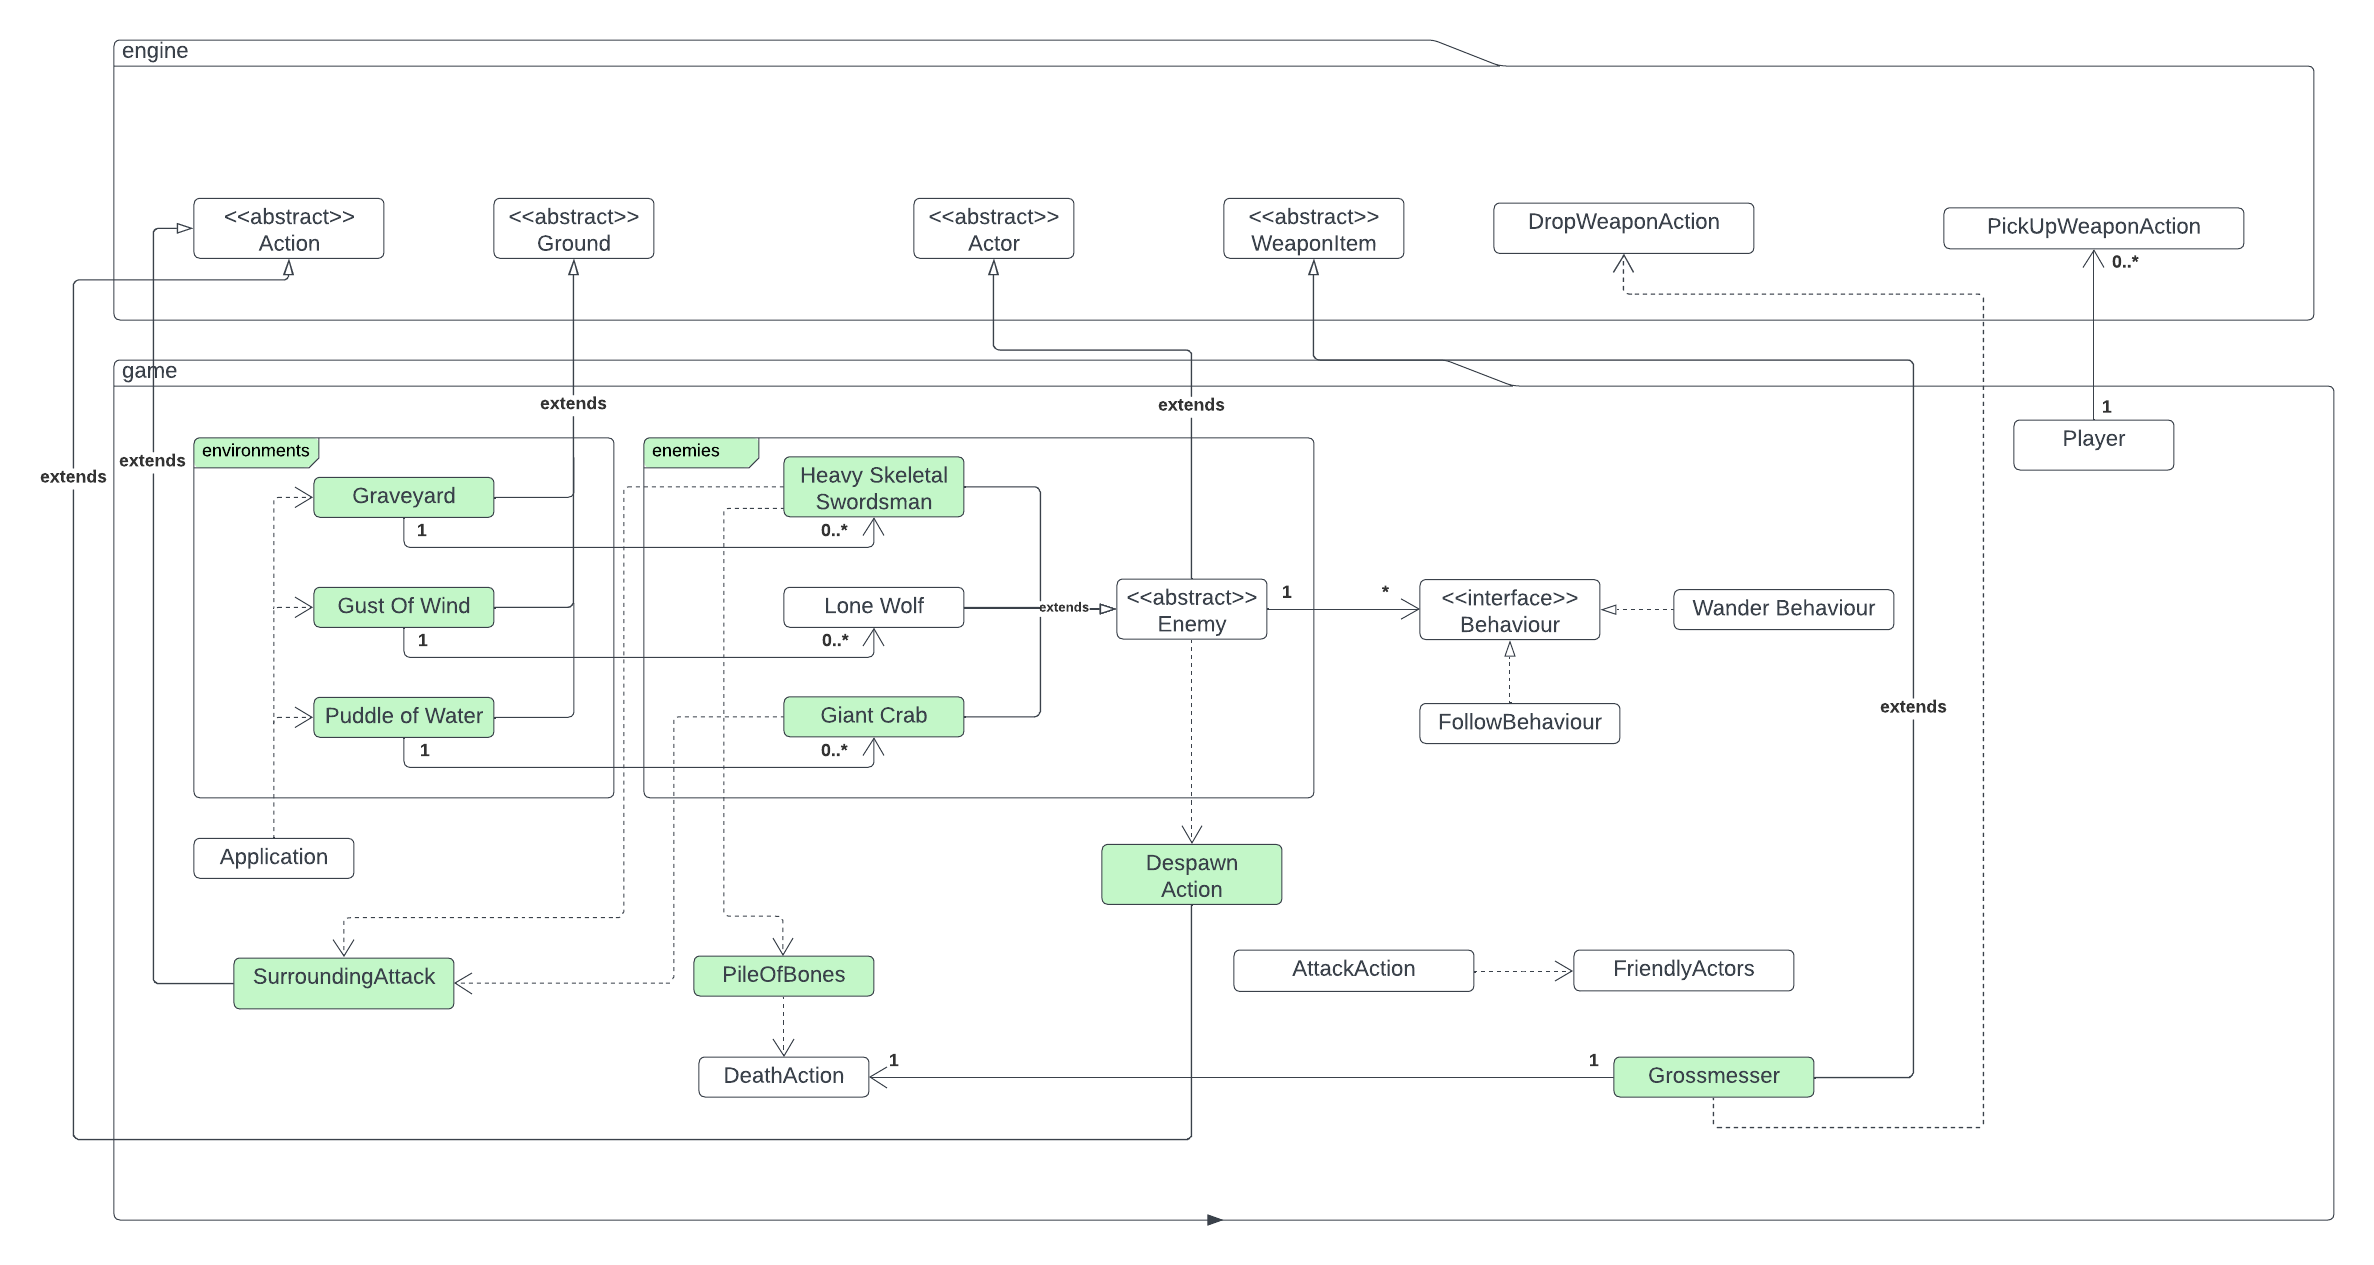 engine
<<abstract>>
Action
<<abstract>>
Ground
<<abstract>>
Actor
<<abstract>>
WeaponItem
DropWeaponAction
PickUpWeaponAction
0..*
game
extends
extends
extends
extends
1
Player
environments
enemies
Graveyard
1
Heavy Skeletal
Swordsman
0..*
Gust Of Wind
1
Lone Wolf
0..*
extends
<<abstract>>
Enemy
1
*
<<interface>>
Behaviour
Wander Behaviour
Puddle of Water
1
Giant Crab
0..*
FollowBehaviour
extends
Application
Despawn
Action
SurroundingAttack
PileOfBones
AttackAction
FriendlyActors
DeathAction
1
1
Grossmesser